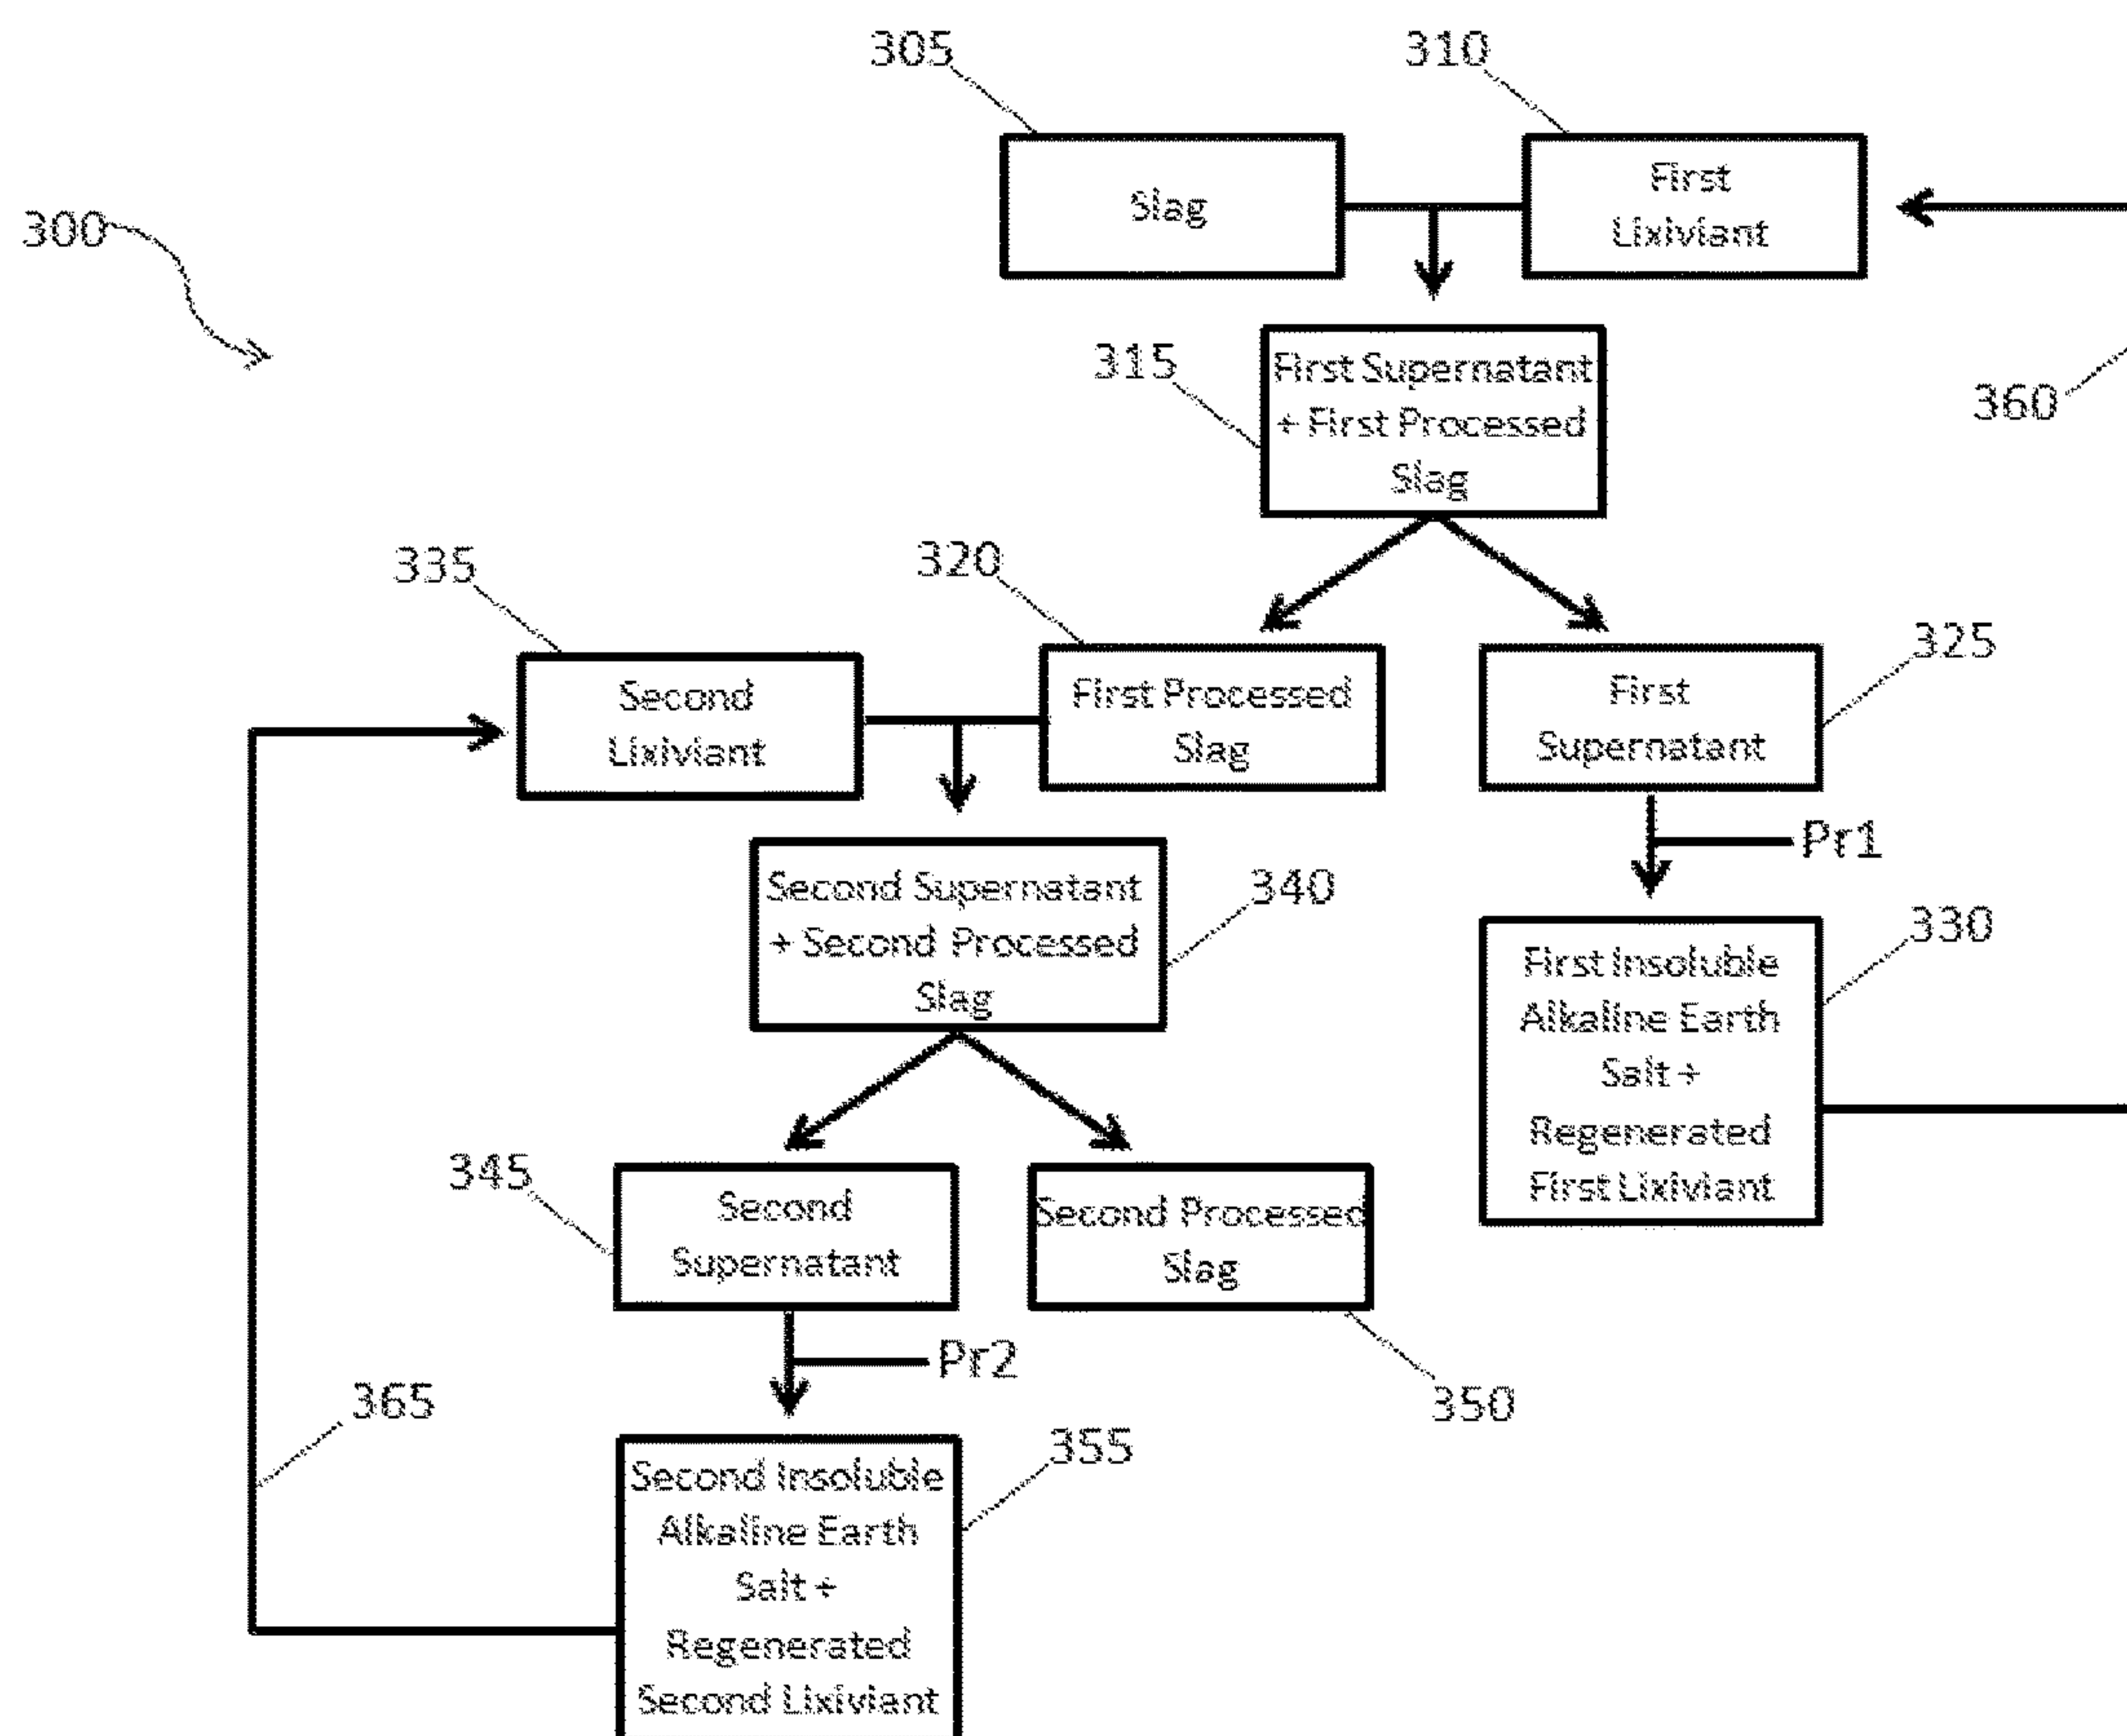 305
310
Slag
First
Lixiviant
300
315
First Supernatant
+ First Processed
Slag
360
335
320
325
Second
Lixiviant
First Processed
Slag
First
Supernatant
Pr1
Second Supernatant
+ Second Processed
Slag
340
330
First Insoluble
Alkaline Earth
Salt +
Regenerated
First Lixiviant
345
Second
Supernatant
Second Processed
Slag
Pr2
350
365
355
Second Insoluble
Alkaline Earth
Salt +
Regenerated
Second Lixiviant